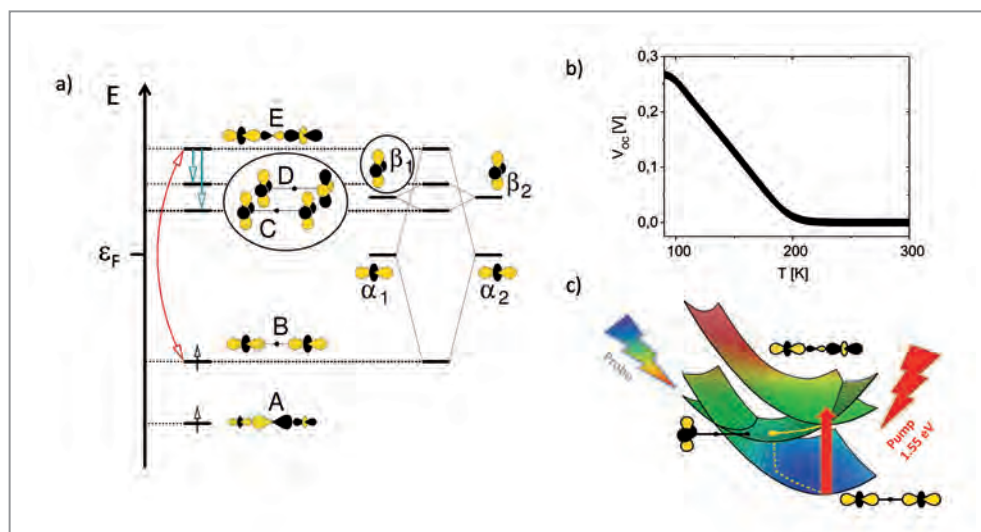 a)
E
E
β1
β2
D
C
εF
α1
α2
B
A
b)
0,3
0,2
0,1
0,0
Voc [V]
100
200
300
T [K]
c)
Probe
Pump
1.55 eV